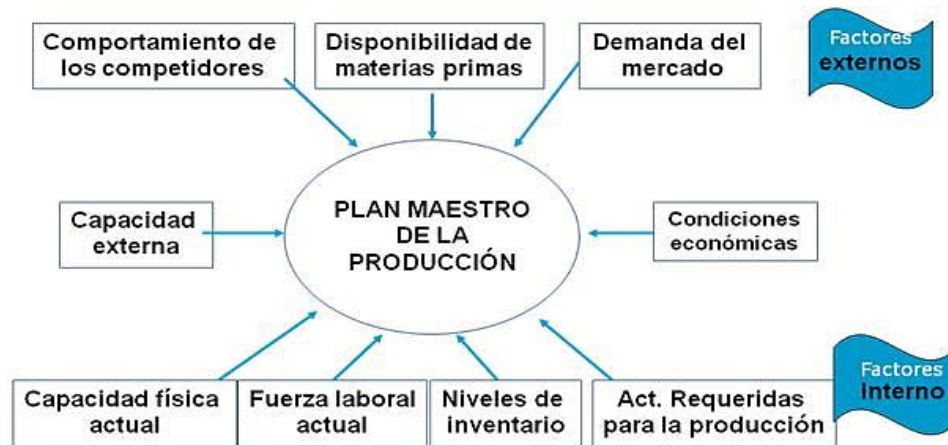 Comportamiento de
los competidores
Disponibilidad de
materias primas
Demanda del
mercado
Factores
externos
Capacidad
externa
PLAN MAESTRO
DE LA
PRODUCCIÓN
Condiciones
económicas
Capacidad física
actual
Fuerza laboral
actual
Niveles de
inventario
Act. Requeridas
para la producción
Factores
Interno